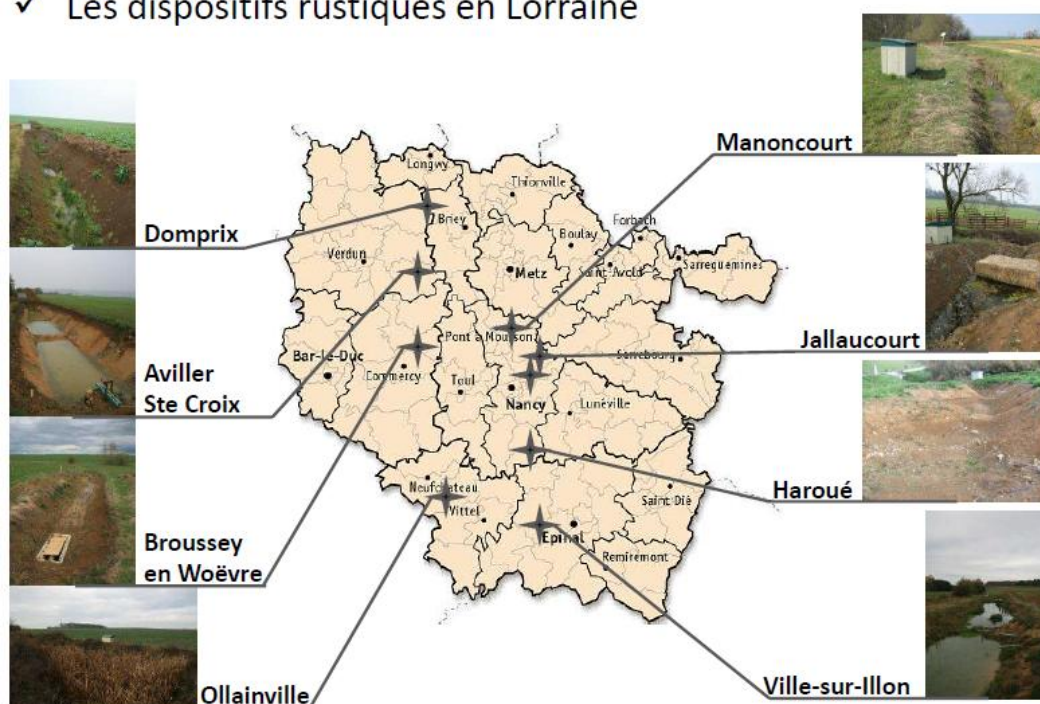 ✓ Les dispositifs rustiques en Lorraine
Manoncourt
Longwy
Thionville
Domprix
Briey
Boulay
Forbach
Verdun
Metz
Saint-Avold
Sarreguemines
Jallaucourt
Pont à Mousson
Bar-le-Duc
Commercy
Toul
Sarrebourg
Aviller
Ste Croix
Nancy
Lunéville
Haroué
Neufchateau
Vittel
Saint Dié
Broussey
en Woëvre
Epinal
Remiremont
Ollainville
Ville-sur-Illon